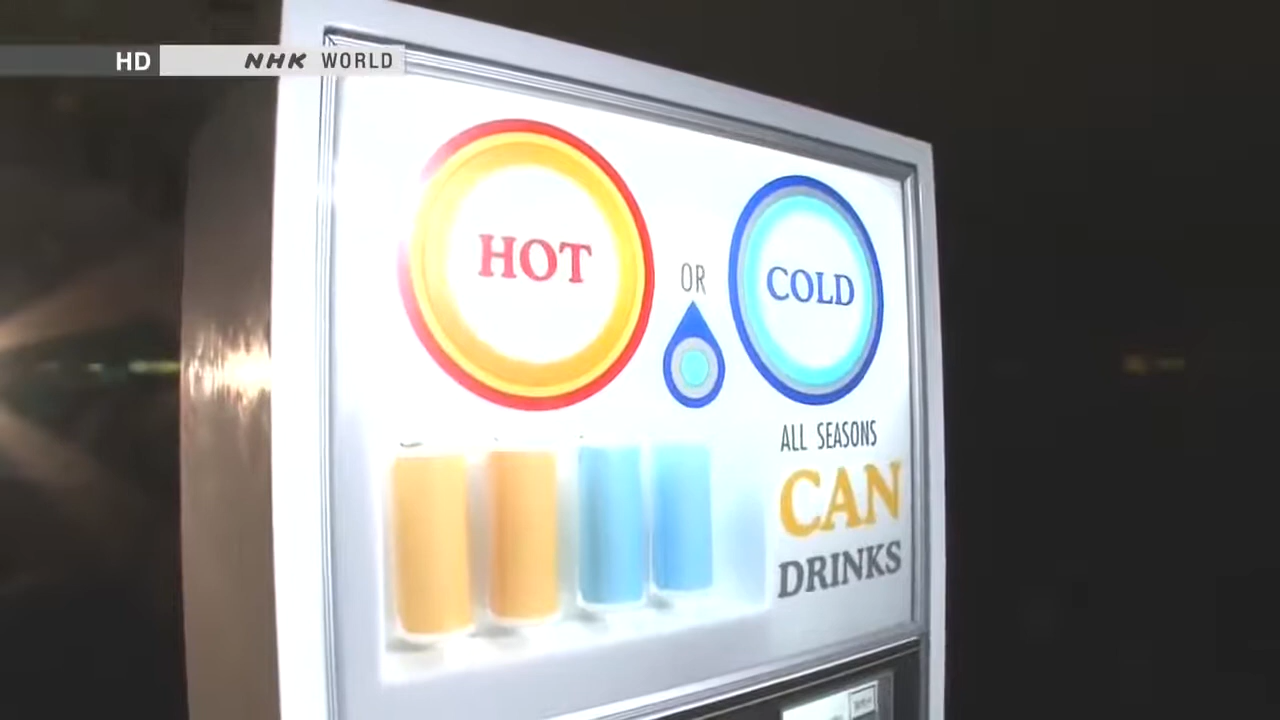 HD NHK WORLD
HOT
OR
COLD
ALL SEASONS
CAN
DRINKS